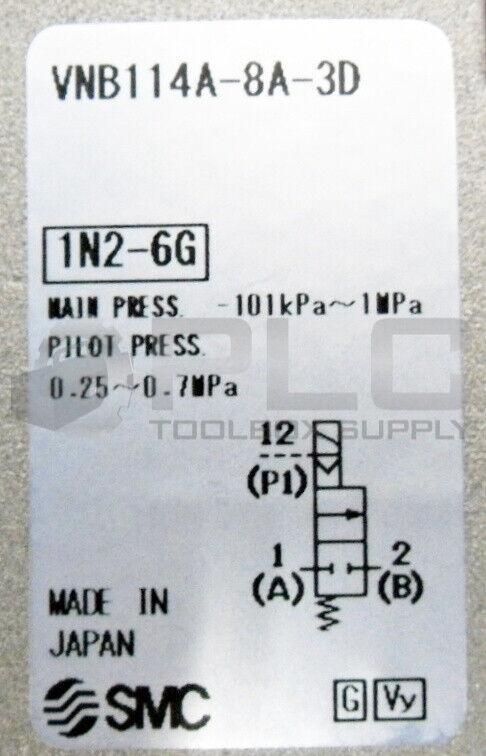 VNB114A-8A-3D
1N2-6G
MAIN PRESS. -101kPa~1MPa
PILOT PRESS.
0.25~0.7MPa
PLC
TOOLBOX SUPPLY
12
(P1)
1
(A)
2
(B)
MADE IN
JAPAN
SMC
G Vy